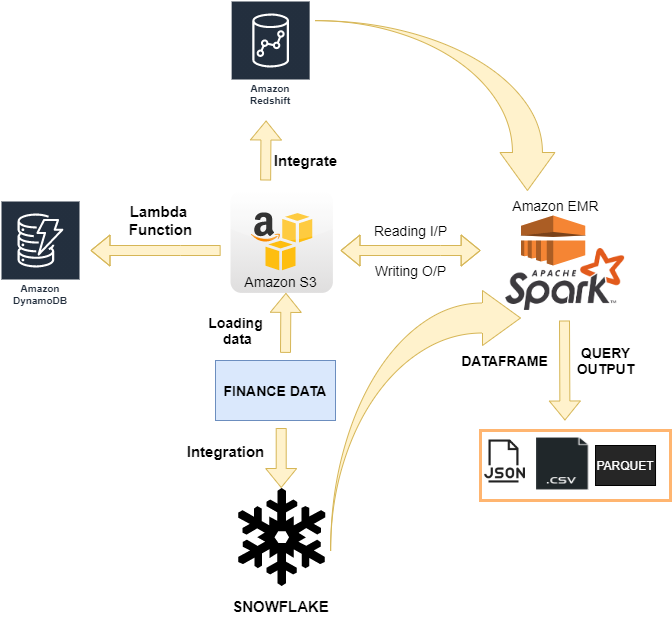 Amazon
Redshift
Integrate
Lambda
Function
Amazon
DynamoDB
a
Amazon S3
Reading I/P
Writing O/P
Amazon EMR
APACHE
Spark™
Loading
data
FINANCE DATA
DATAFRAME
QUERY
OUTPUT
Integration
JSON
.CSV
PARQUET
SNOWFLAKE